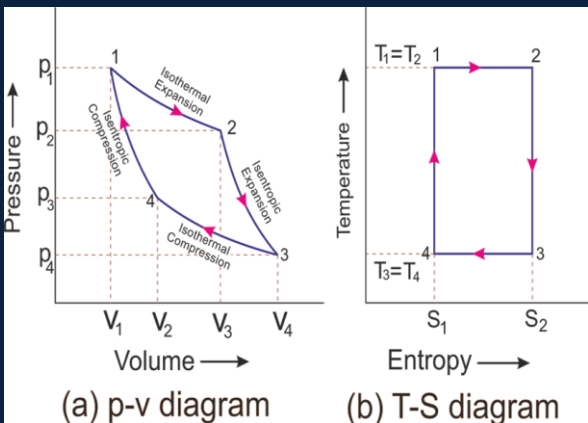 p1
p2
p3
p4
Pressure
1
2
3
4
Isothermal
Expansion
Isentropic
Expansion
Isothermal
Compression
Isentropic
Compression
V1
V2
V3
V4
Volume
(a) p-v diagram
T1=T2
T3=T4
Temperature
1
2
3
4
S1
S2
Entropy
(b) T-S diagram